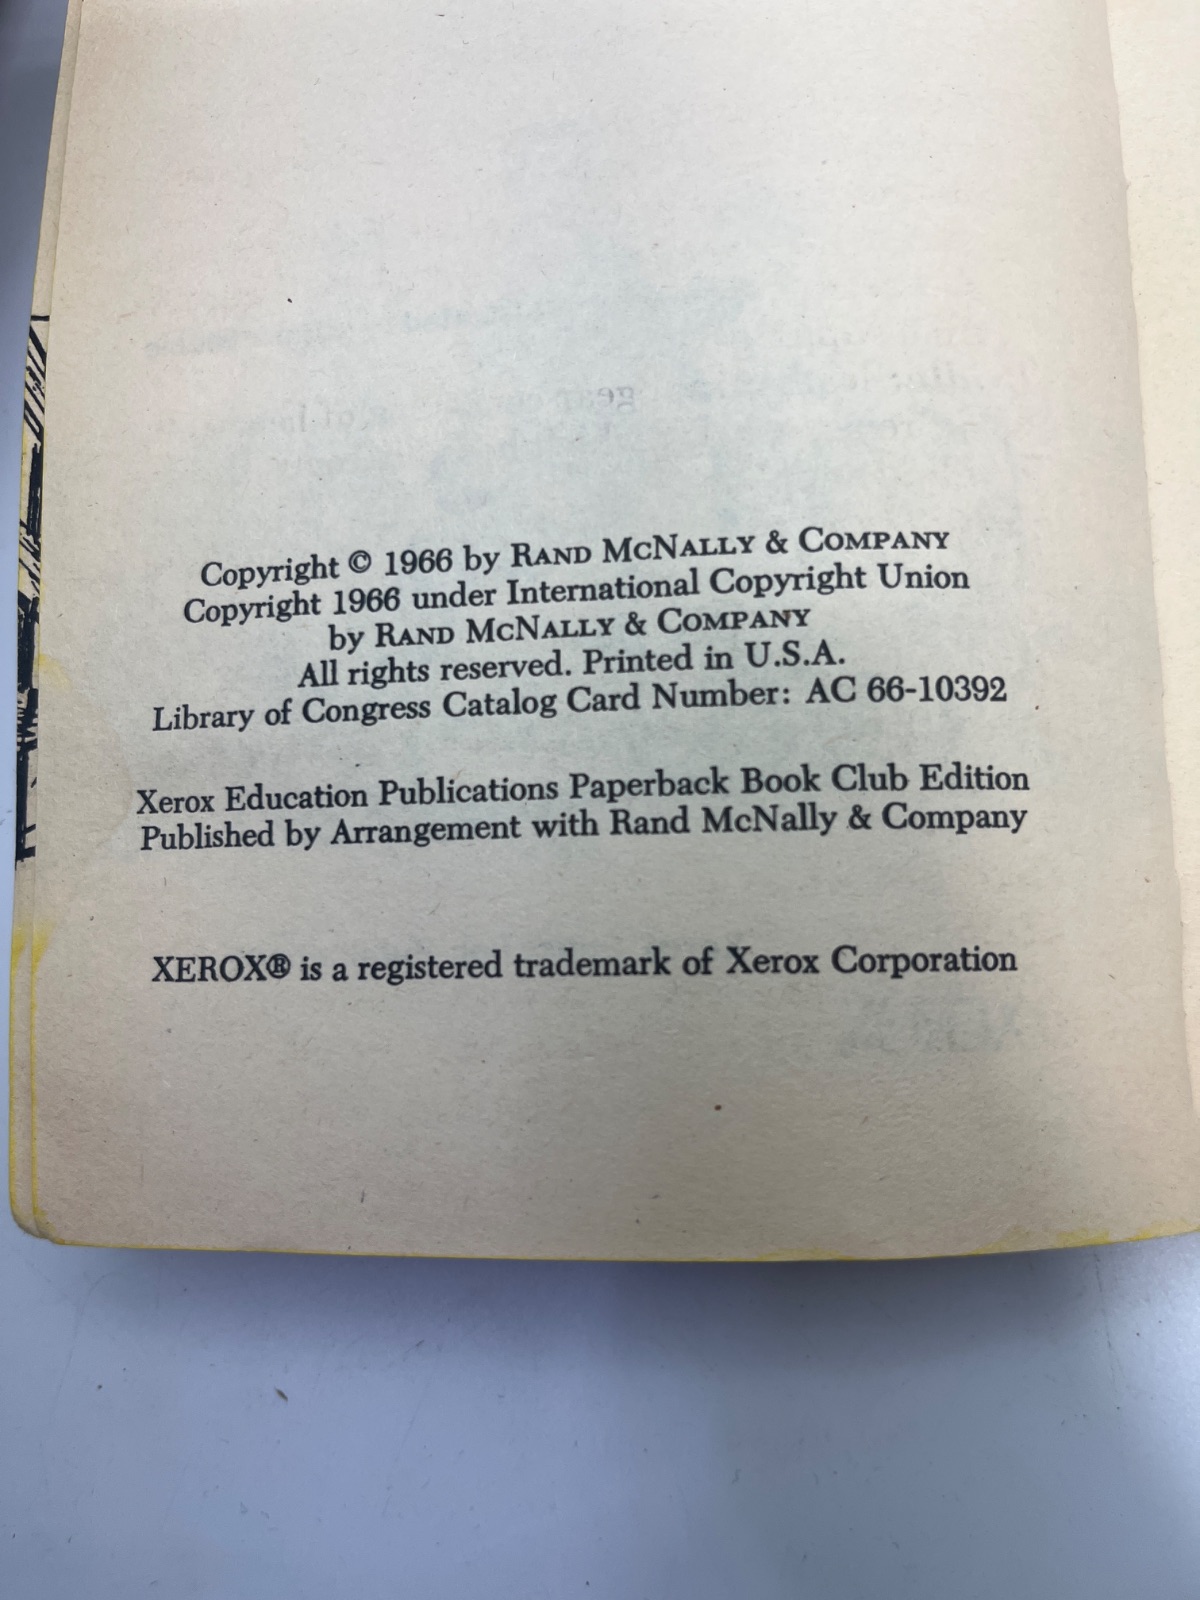 Copyright © 1966 by RAND MCNALLY & COMPANY
Copyright 1966 under International Copyright Union
by RAND MCNALLY & COMPANY
All rights reserved. Printed in U.S.A.
Library of Congress Catalog Card Number: AC 66-10392
Xerox Education Publications Paperback Book Club Edition
Published by Arrangement with Rand McNally & Company
XEROX® is a registered trademark of Xerox Corporation